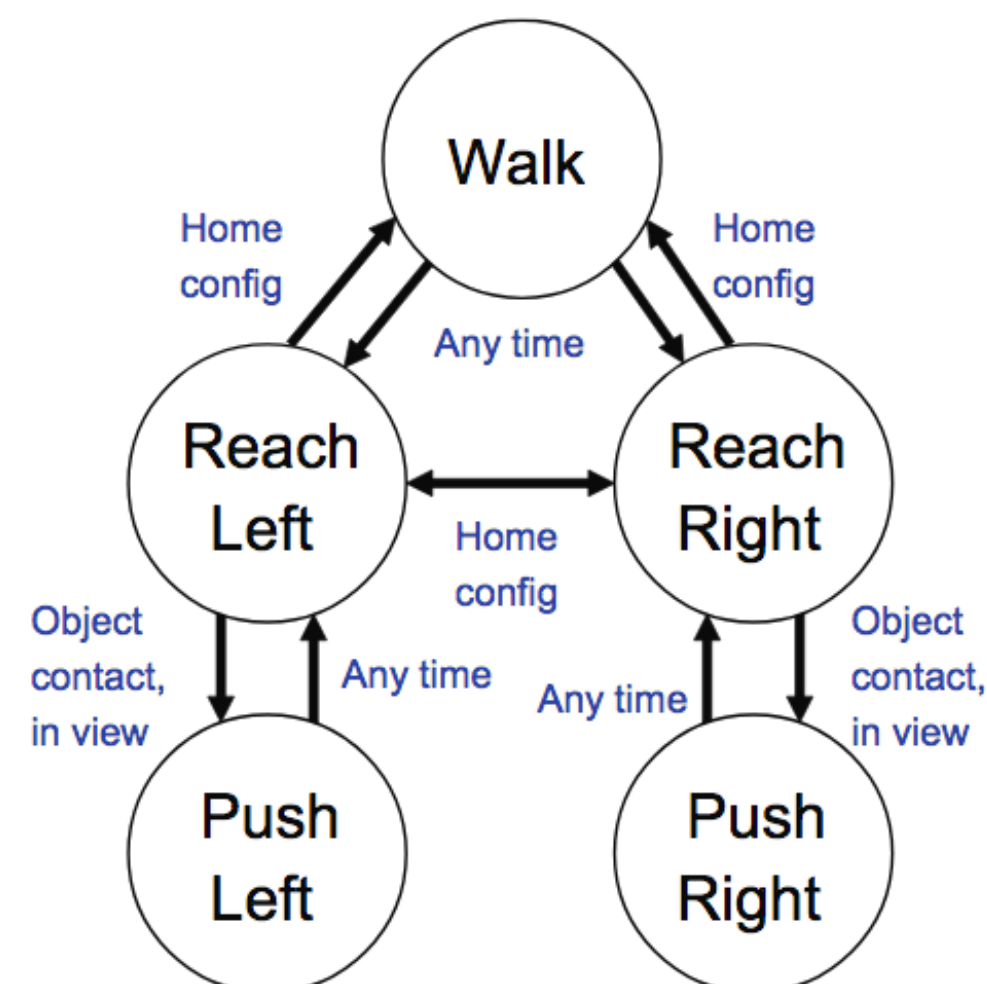 Walk
Home
config
Home
config
Any time
Reach
Left
Reach
Right
Home
config
Object
contact,
in view
Any time
Any time
Object
contact,
in view
Push
Left
Push
Right